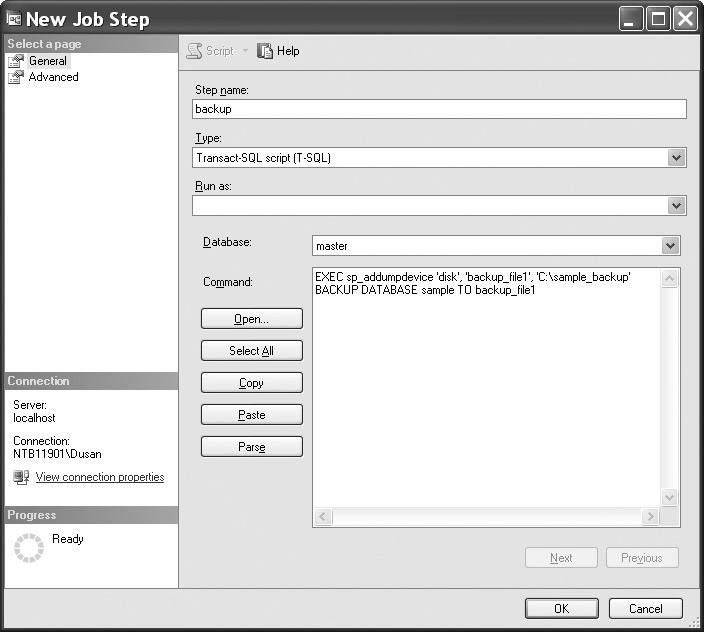 New Job Step
Select a page
General
Advanced
Script
Help
Step name:
backup
Type:
Transact-SQL script (T-SQL)
Run as:
Database:
master
Command:
EXEC sp_addumpdevice 'disk', 'backup_file1', 'C:\sample_backup'
BACKUP DATABASE sample TO backup_file1
Open...
Select All
Copy
Paste
Parse
Connection
Server:
localhost
Connection:
NTB11901\Dusan
View connection properties
Progress
Ready
Next
Previous
OK
Cancel